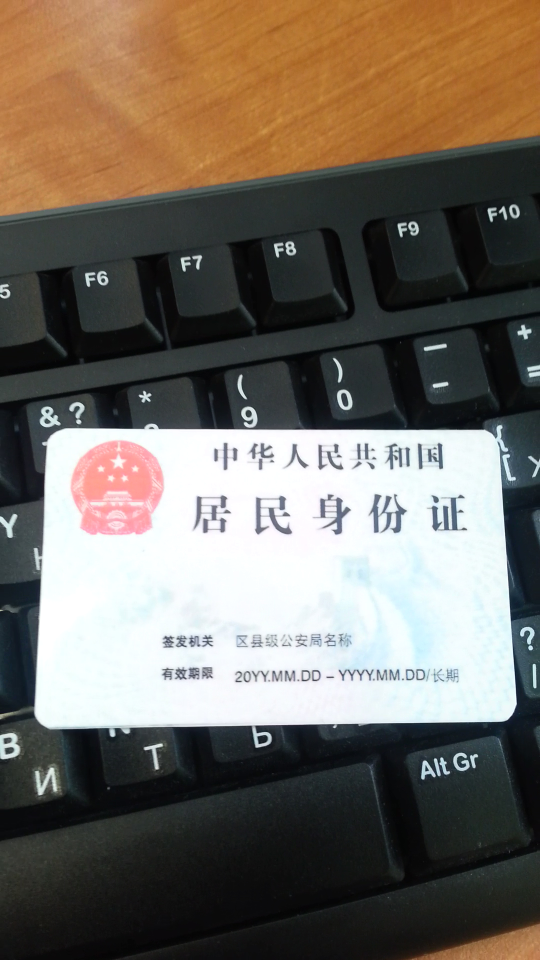 5 F6 F7 F8 F9 F10
& ? * ( 9 ) 0 — - + =
{ [
中华人民共和国
居民身份证
Y
签发机关 区县级公安局名称
?
有效期限 20YY.MM.DD – YYYY.MM.DD/长期
B И Т Ь
Alt Gr